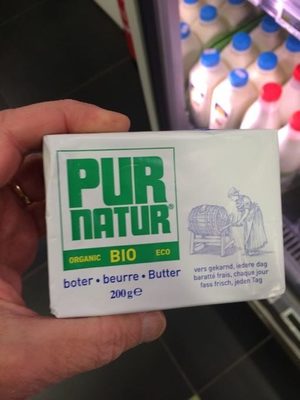 PUR
NATUR®
ORGANIC BIO ECO
boter • beurre • Butter
200g e
vers gekarnd, iedere dag
baratté frais, chaque jour
fass frisch, jeden Tag